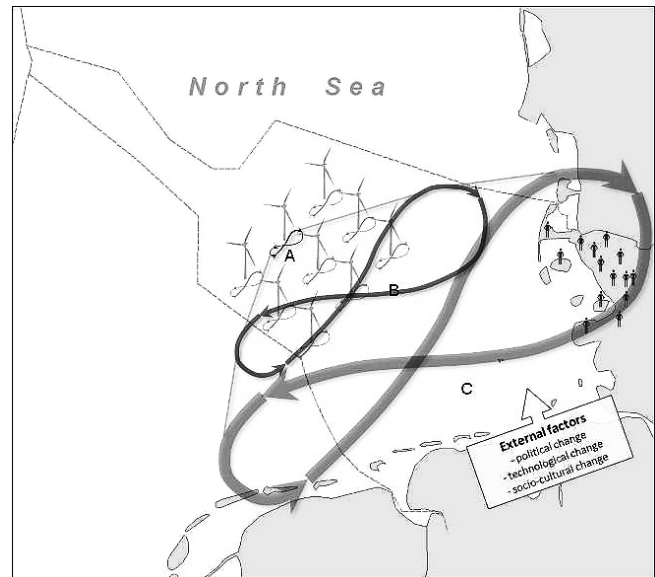 North Sea
A
B
C
External factors
- political change
- technological change
- socio-cultural change